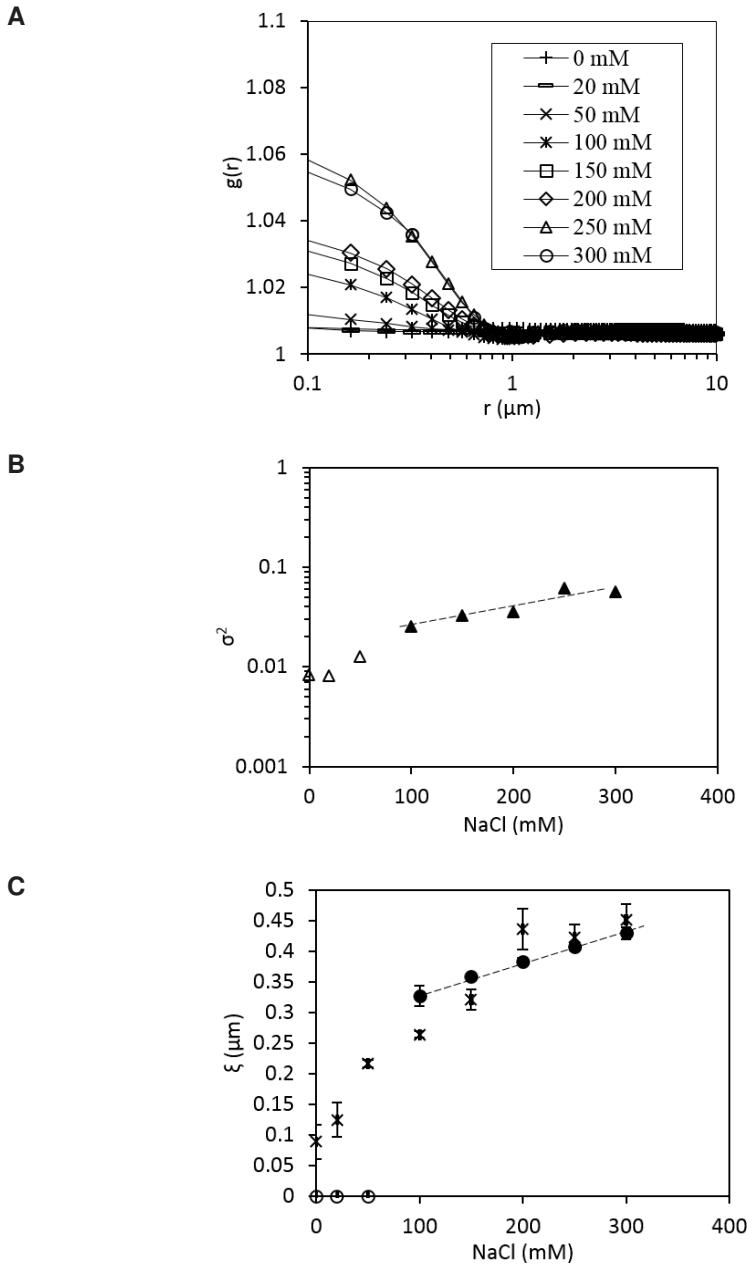 A
1.1
1.08
1.06
1.04
1.02
1
g(r)
0 mM
20 mM
50 mM
100 mM
150 mM
200 mM
250 mM
300 mM
0.1
1
10
r (μm)
B
1
0.1
0.01
0.001
σ²
0
100
200
300
400
NaCl (mM)
C
0.5
0.45
0.4
0.35
0.3
0.25
0.2
0.15
0.1
0.05
0
ξ (μm)
0
100
200
300
400
NaCl (mM)